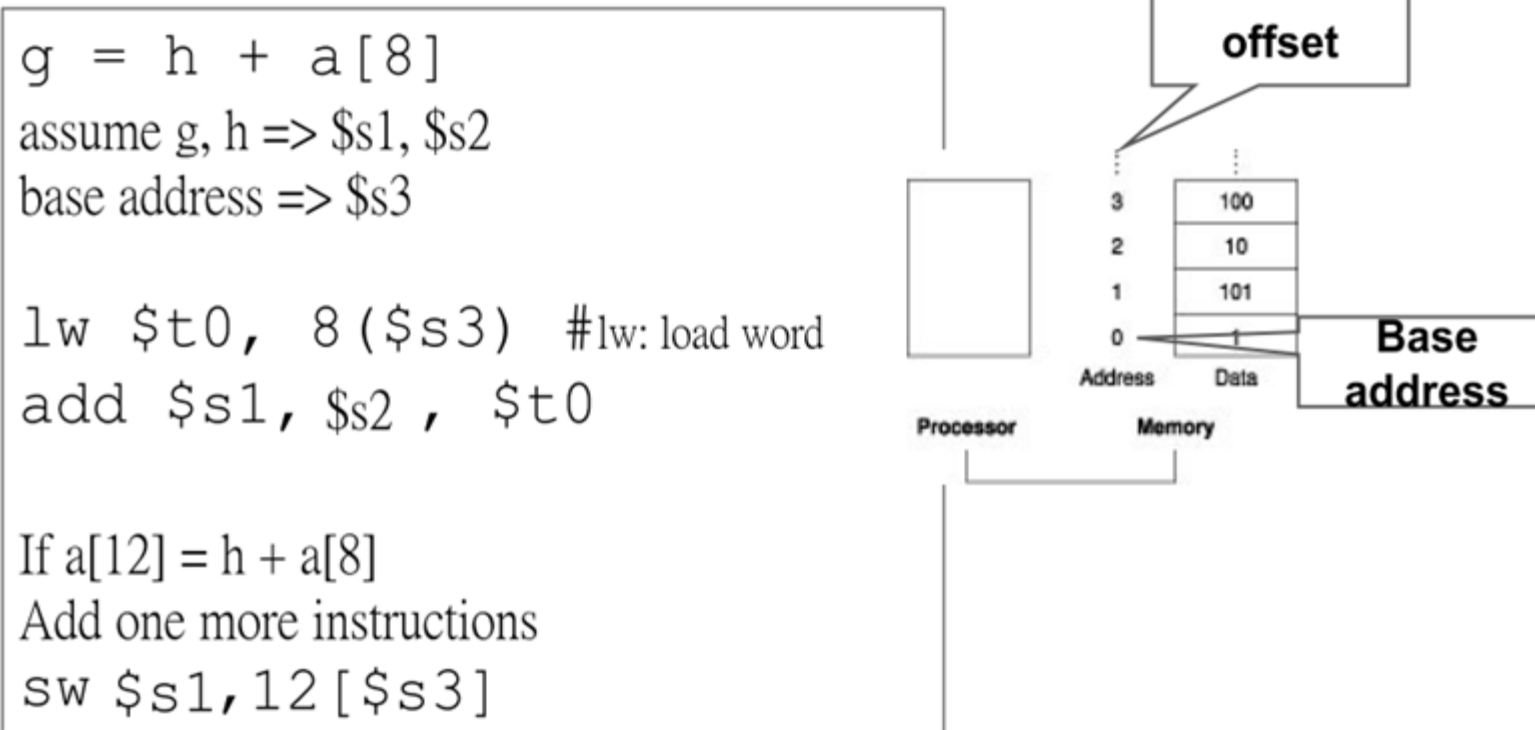 g = h + a[8]
assume g, h => $s1, $s2
base address => $s3
lw $t0, 8($s3) #lw: load word
add $s1, $s2 , $t0
If a[12] = h + a[8]
Add one more instructions
sw $s1,12[$s3]
offset
3 100
2 10
1 101
0 1
Address Data
Base
address
Processor Memory